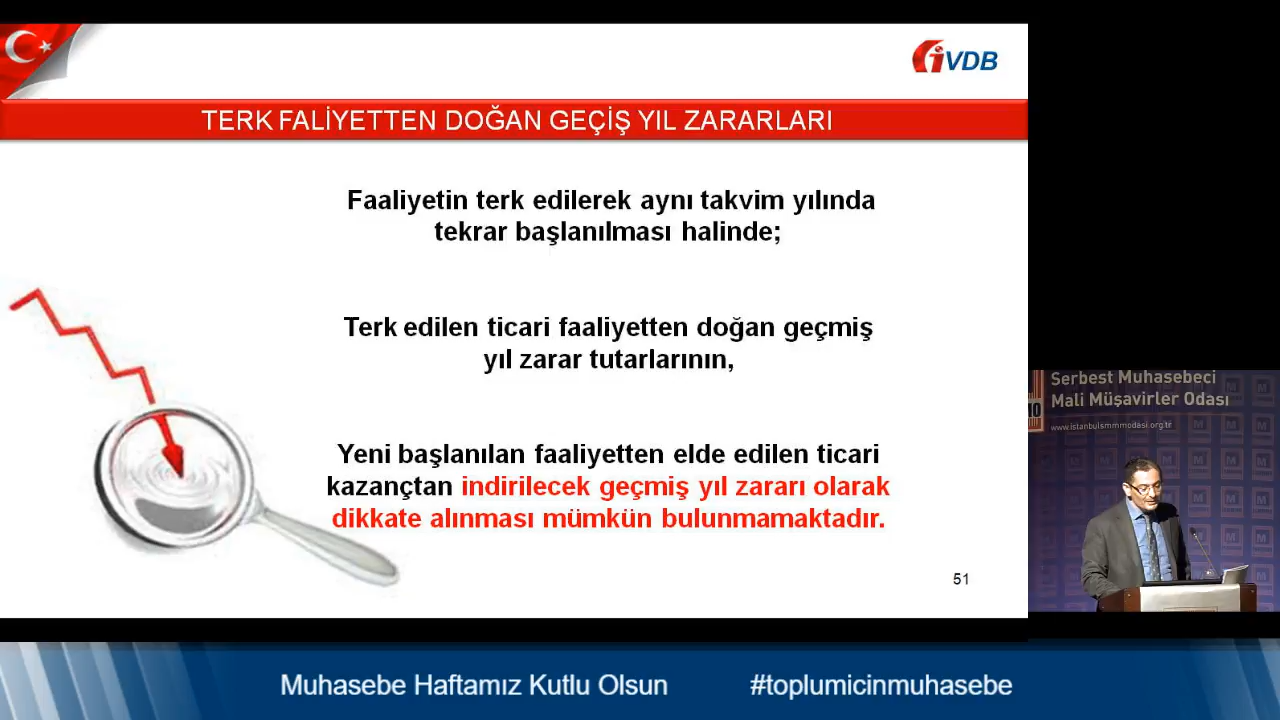 iVDB
TERK FALİYETTEN DOĞAN GEÇİŞ YIL ZARARLARI
Faaliyetin terk edilerek aynı takvim yılında
tekrar başlanılması halinde;
Terk edilen ticari faaliyetten doğan geçmiş
yıl zarar tutarlarının,
Yeni başlanılan faaliyetten elde edilen ticari
kazançtan indirilecek geçmiş yıl zararı olarak
dikkate alınması mümkün bulunmamaktadır.
51
Serbest Muhasebeci
Mali Müşavirler Odası
www.istanbulsmmmodasi.org.tr
Muhasebe Haftamız Kutlu Olsun
#toplumicinmuhasebe